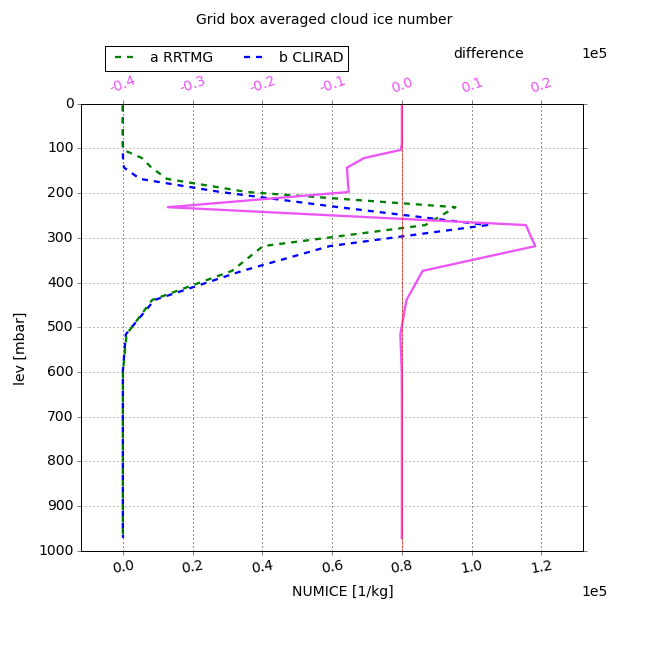 Grid box averaged cloud ice number
a RRTMG b CLIRAD difference 1e5
-0.4 -0.3 -0.2 -0.1 0.0 0.1 0.2
0
100
200
300
400
500
600
700
800
900
1000
lev [mbar]
0.0 0.2 0.4 0.6 0.8 1.0 1.2
NUMICE [1/kg] 1e5